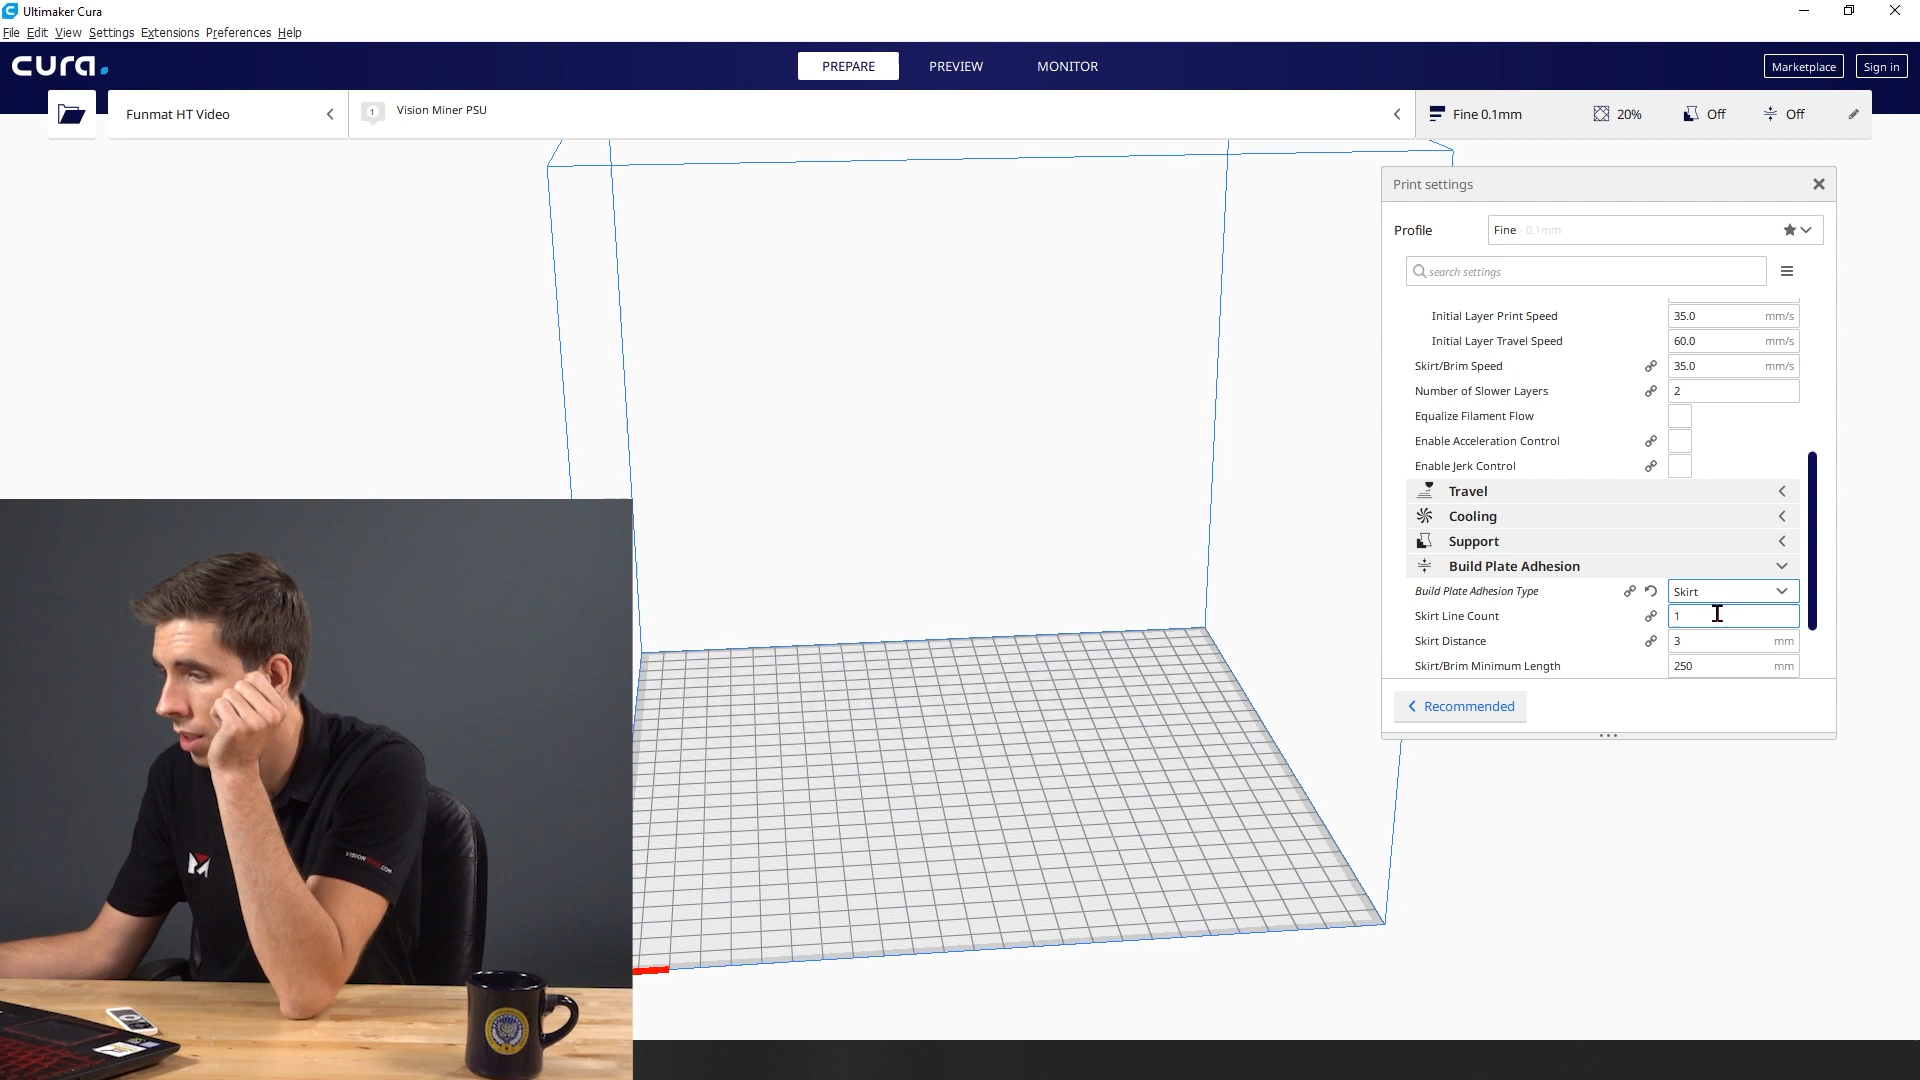 Ultimaker Cura
File Edit View Settings Extensions Preferences Help
cura.
PREPARE PREVIEW MONITOR
Marketplace Sign in
Funmat HT Video
1 Vision Miner PSU
Fine 0.1mm 20% Off Off
Print settings
Profile Fine - 0.1mm
search settings
Initial Layer Print Speed 35.0 mm/s
Initial Layer Travel Speed 60.0 mm/s
Skirt/Brim Speed 35.0 mm/s
Number of Slower Layers 2
Equalize Filament Flow
Enable Acceleration Control
Enable Jerk Control
Travel
Cooling
Support
Build Plate Adhesion
Build Plate Adhesion Type Skirt
Skirt Line Count 1
Skirt Distance 3 mm
Skirt/Brim Minimum Length 250 mm
Recommended